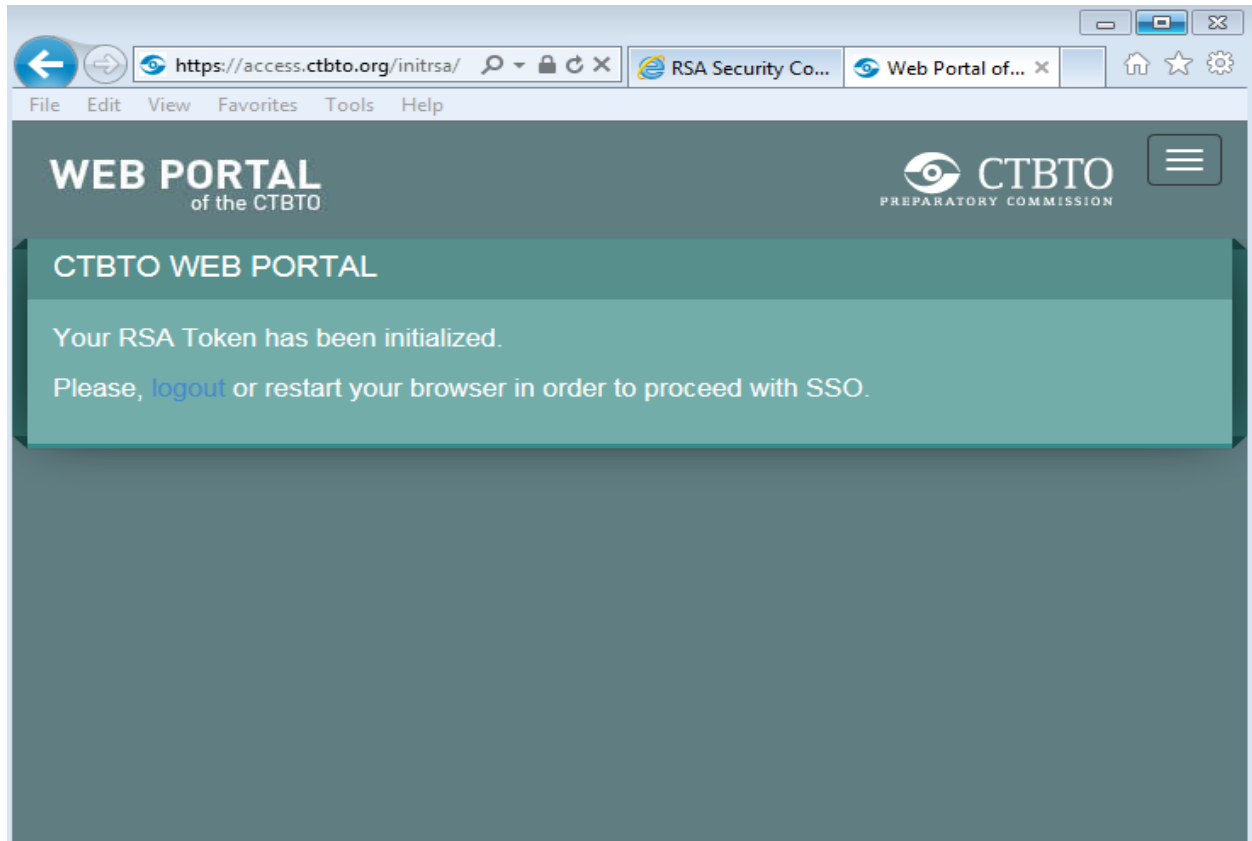 https://access.ctbto.org/initrsa/
RSA Security Co...
Web Portal of...
File Edit View Favorites Tools Help
WEB PORTAL
of the CTBTO
CTBTO
PREPARATORY COMMISSION
CTBTO WEB PORTAL
Your RSA Token has been initialized.
Please, logout or restart your browser in order to proceed with SSO.